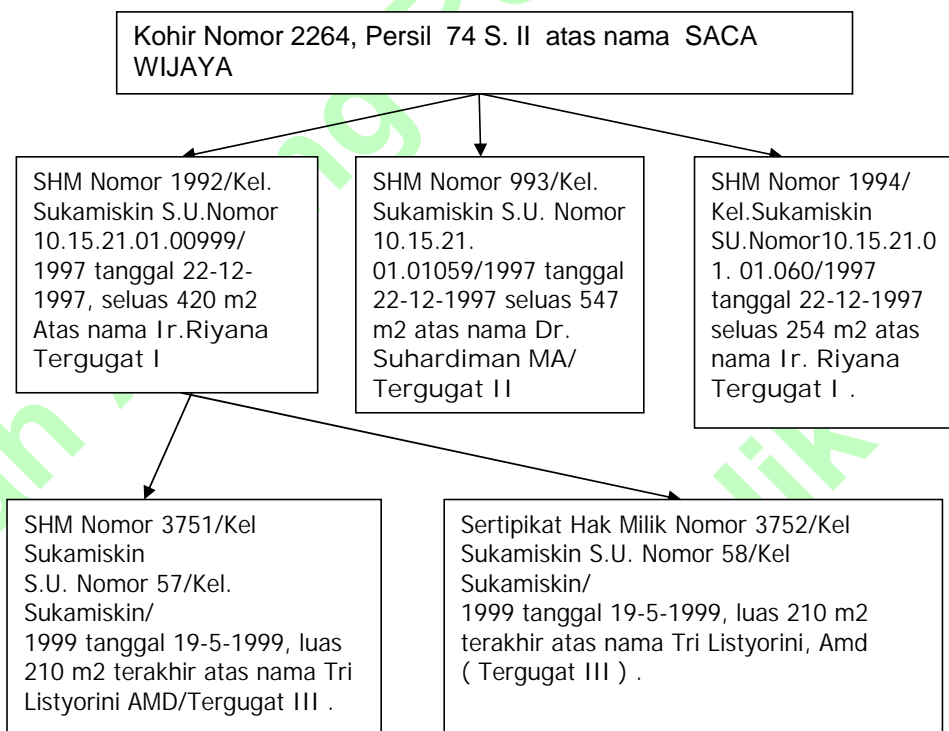 Kohir Nomor 2264, Persil 74 S. II atas nama SACA
WIJAYA
SHM Nomor 1992/Kel.
Sukamiskin S.U.Nomor
10.15.21.01.00999/
1997 tanggal 22-12-
1997, seluas 420 m2
Atas nama Ir.Riyana
Tergugat I
SHM Nomor 993/Kel.
Sukamiskin S.U. Nomor
10.15.21.
01.01059/1997 tanggal
22-12-1997 seluas 547
m2 atas nama Dr.
Suhardiman MA/
Tergugat II
SHM Nomor 1994/
Kel.Sukamiskin
SU.Nomor10.15.21.0
1. 01.060/1997
tanggal 22-12-1997
seluas 254 m2 atas
nama Ir. Riyana
Tergugat I .
SHM Nomor 3751/Kel
Sukamiskin
S.U. Nomor 57/Kel.
Sukamiskin/
1999 tanggal 19-5-1999, luas
210 m2 terakhir atas nama Tri
Listyorini AMD/Tergugat III .
Sertipikat Hak Milik Nomor 3752/Kel
Sukamiskin S.U. Nomor 58/Kel
Sukamiskin/
1999 tanggal 19-5-1999, luas 210 m2
terakhir atas nama Tri Listyorini, Amd
( Tergugat III ) .